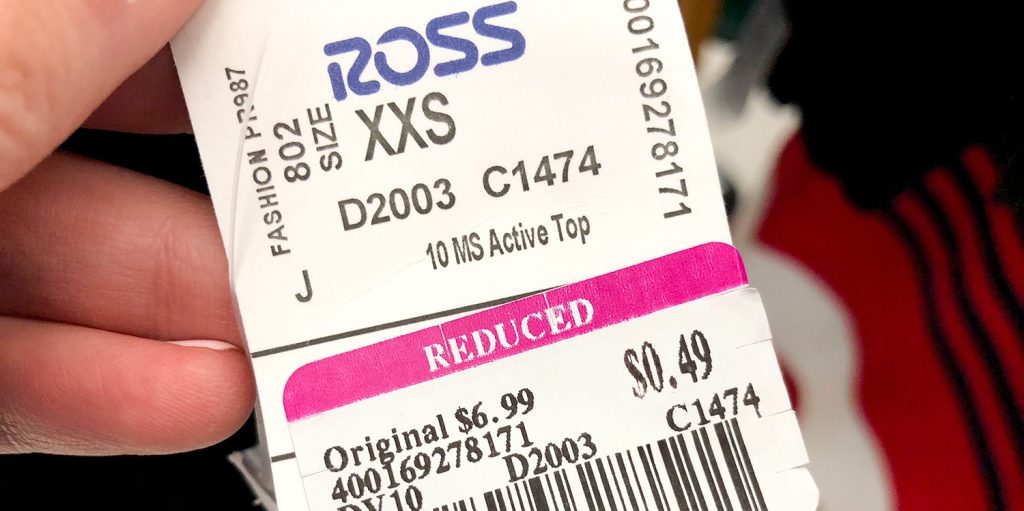 ROSS
FASHION
802
SIZE
XXS
D2003 C1474
10 MS Active Top
J
00169278171
REDUCED
$0.49
Original $6.99
400169278171
C1474
DV10 D2003